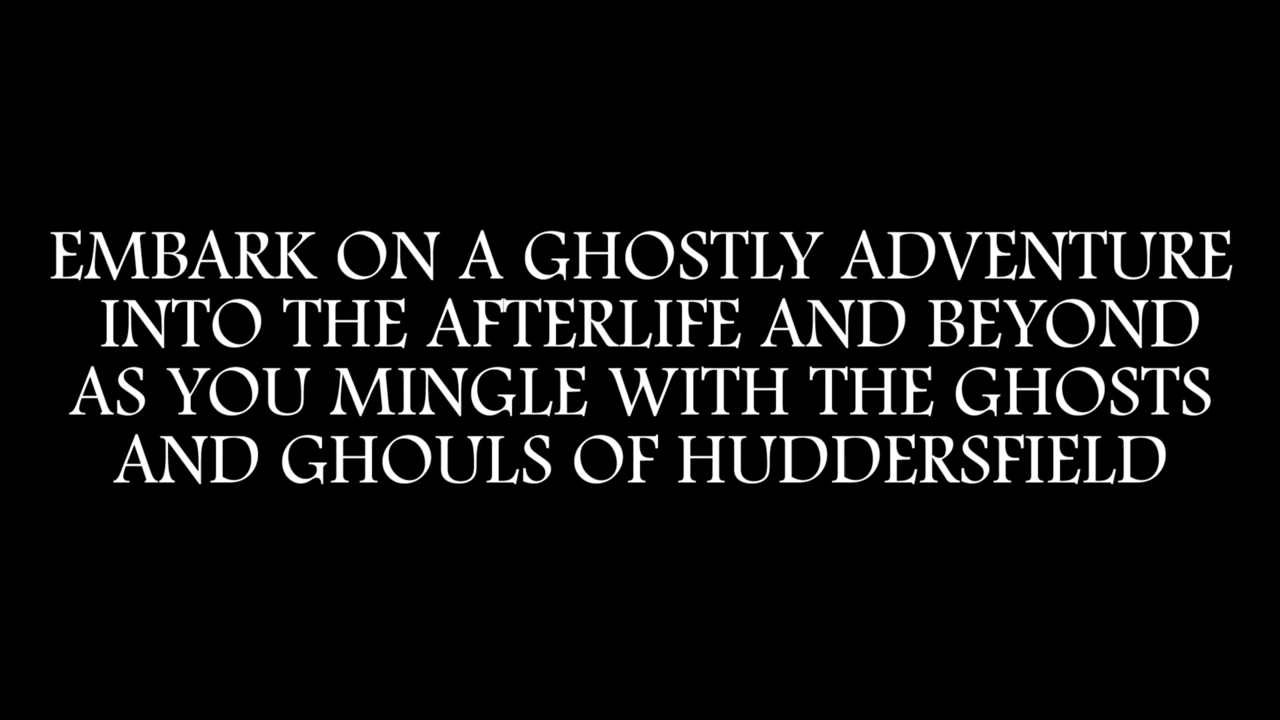 EMBARK ON A GHOSTLY ADVENTURE
INTO THE AFTERLIFE AND BEYOND
AS YOU MINGLE WITH THE GHOSTS
AND GHOULS OF HUDDERSFIELD